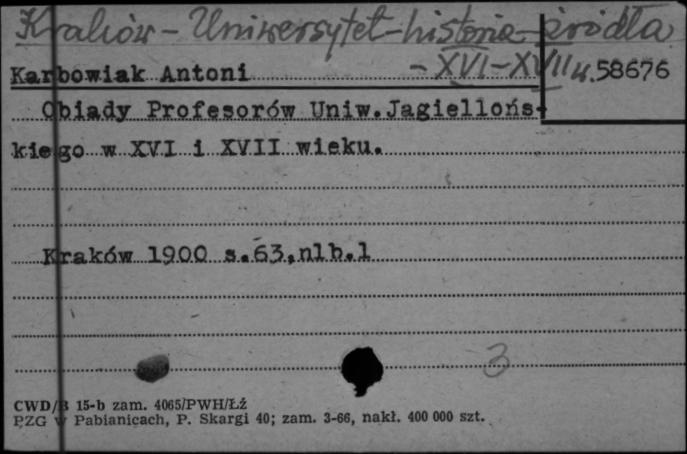 Kraków - Uniwersytet - historia - źródła
- XVI - XVII w.
Karbowiak Antoni
58676
Obiady Profesorów Uniw.Jagiellońs-
kiego w XVI i XVII wieku.
Kraków 1900 s.63,nlb.1
3
CWD/B 15-b zam. 4065/PWH/Łż
PZG w Pabianicach, P. Skargi 40; zam. 3-66, nakł. 400 000 szt.